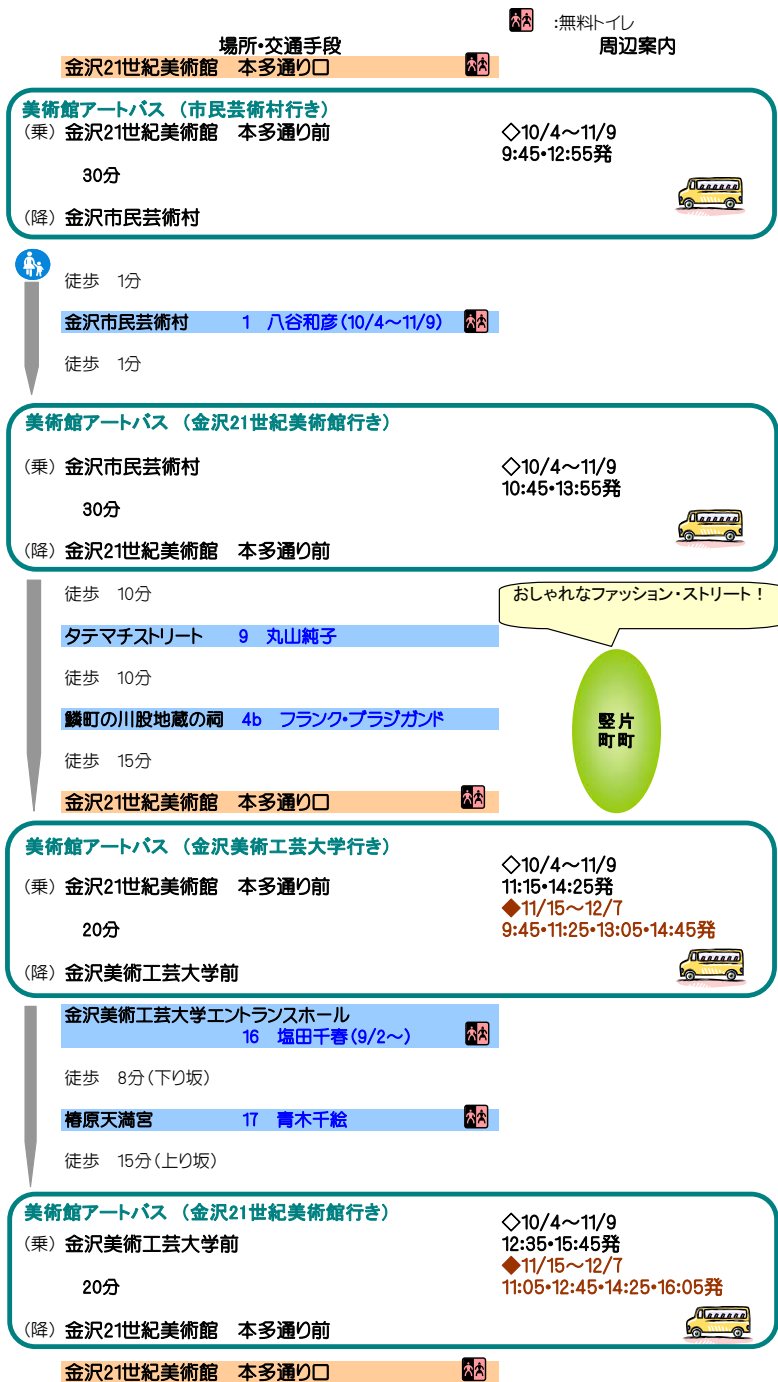 :無料トイレ
場所・交通手段
周辺案内
金沢21世紀美術館　本多通り口
美術館アートバス （市民芸術村行き）
（乗） 金沢21世紀美術館　本多通り前
◇10/4～11/9
9:45・12:55発
30分
（降） 金沢市民芸術村
徒歩　1分
金沢市民芸術村　1　八谷和彦（10/4～11/9）
徒歩　1分
美術館アートバス （金沢21世紀美術館行き）
（乗） 金沢市民芸術村
◇10/4～11/9
10:45・13:55発
30分
（降） 金沢21世紀美術館　本多通り前
徒歩　10分
おしゃれなファッション・ストリート！
タテマチストリート　9　丸山純子
徒歩　10分
鱗町の川股地蔵の祠　4b　フランク・ブラジガンド
竪町
片町
徒歩　15分
金沢21世紀美術館　本多通り口
美術館アートバス （金沢美術工芸大学行き）
（乗） 金沢21世紀美術館　本多通り前
◇10/4～11/9
11:15・14:25発
◆11/15～12/7
9:45・11:25・13:05・14:45発
20分
（降） 金沢美術工芸大学前
金沢美術工芸大学エントランスホール
16　塩田千春（9/2～）
徒歩　8分（下り坂）
椿原天満宮　17　青木千絵
徒歩　15分（上り坂）
美術館アートバス （金沢21世紀美術館行き）
（乗） 金沢美術工芸大学前
◇10/4～11/9
12:35・15:45発
◆11/15～12/7
11:05・12:45・14:25・16:05発
20分
（降） 金沢21世紀美術館　本多通り前
金沢21世紀美術館　本多通り口